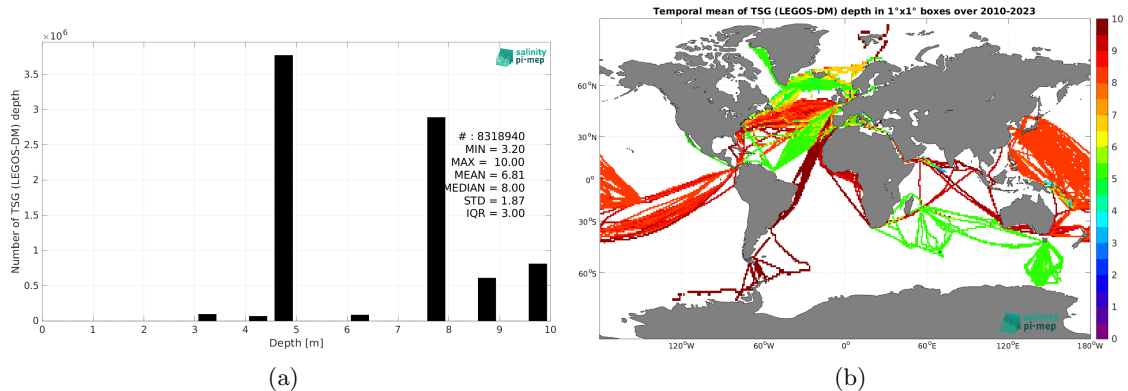 ×10⁶
3.5
3
2.5
2
1.5
1
0.5
0
0 1 2 3 4 5 6 7 8 9 10
Number of TSG (LEGOS-DM) depth
Depth [m]
salinity
pi-mep
# : 8318940
MIN = 3.20
MAX = 10.00
MEAN = 6.81
MEDIAN = 8.00
STD = 1.87
IQR = 3.00
(a)
Temporal mean of TSG (LEGOS-DM) depth in 1°x1° boxes over 2010-2023
60°N
30°N
0°
30°S
60°S
120°W 60°W 0° 60°E 120°E 180°W
10
9
8
7
6
5
4
3
2
1
0
salinity
pi-mep
(b)